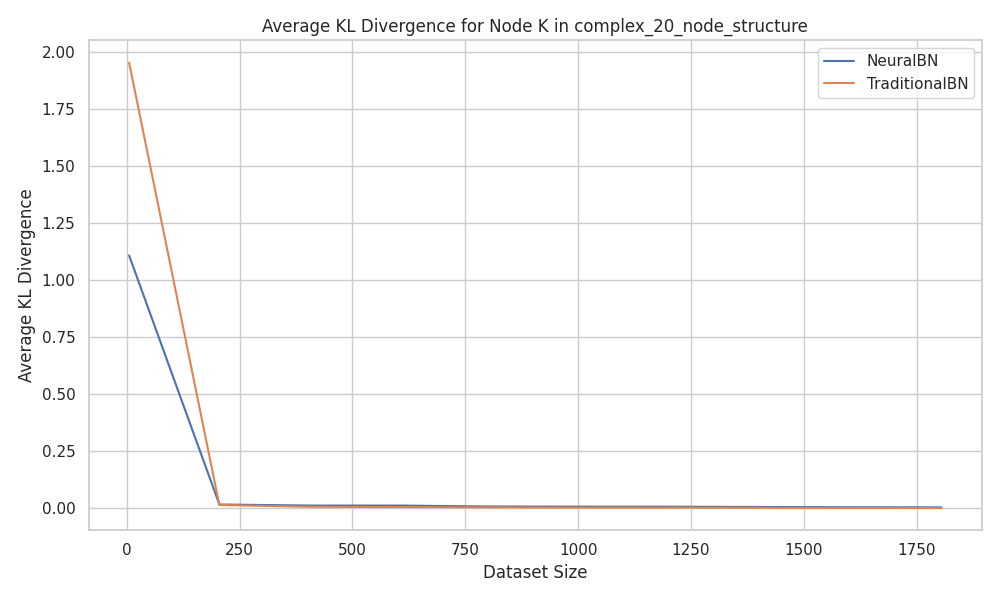 Average KL Divergence for Node K in complex_20_node_structure
NeuralBN
TraditionalBN
Average KL Divergence
2.00
1.75
1.50
1.25
1.00
0.75
0.50
0.25
0.00
0 250 500 750 1000 1250 1500 1750
Dataset Size